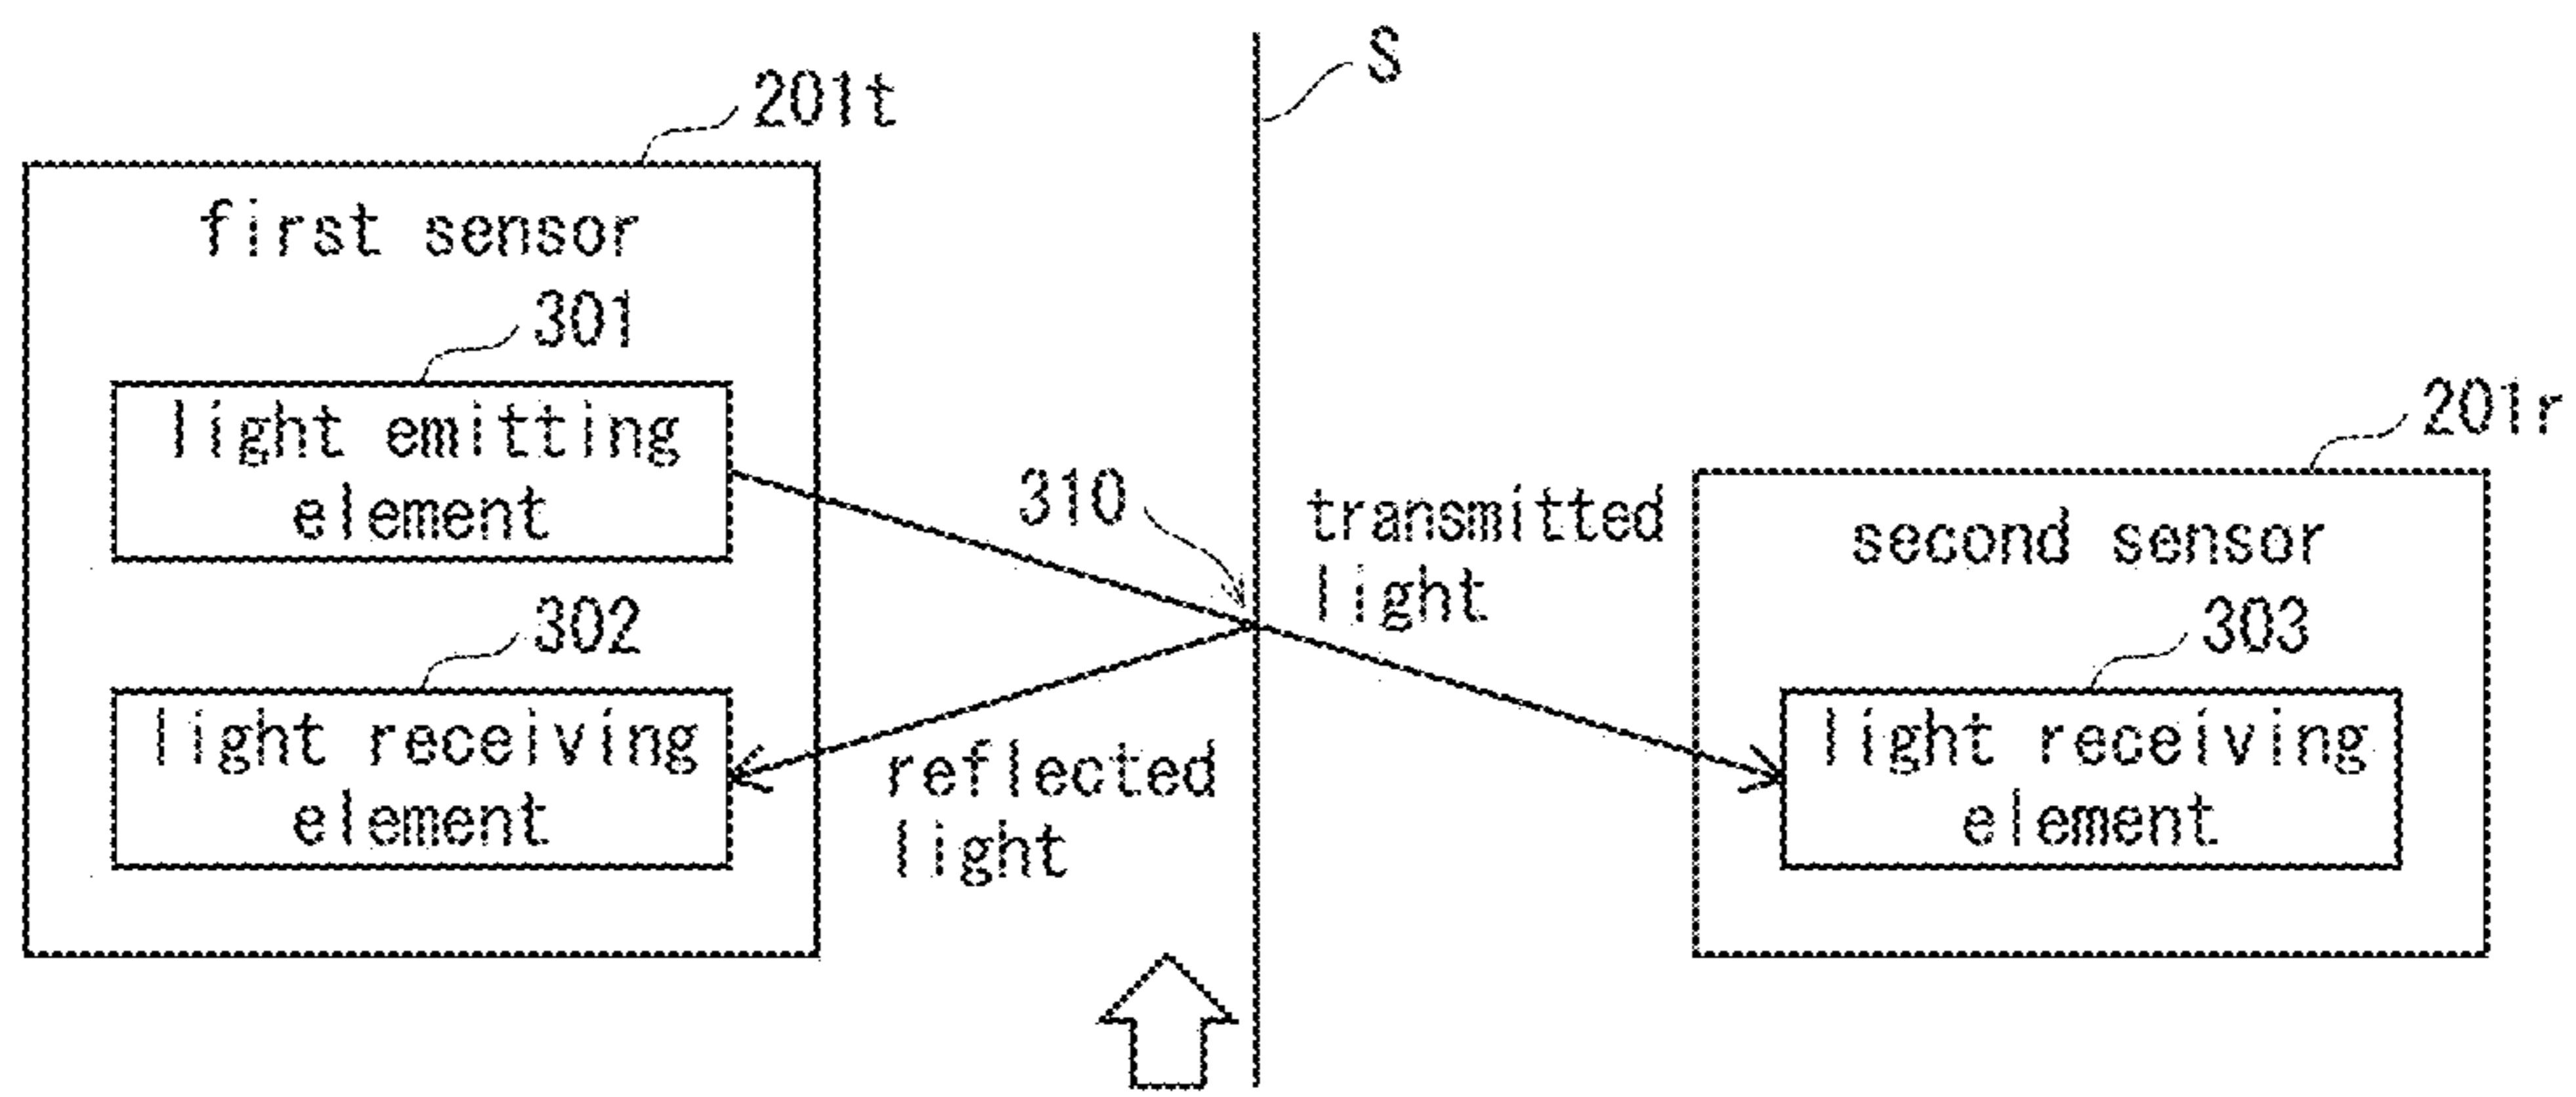 S
201t
first sensor
301
light emitting
element
302
light receiving
element
310
transmitted
light
reflected
light
201r
second sensor
303
light receiving
element